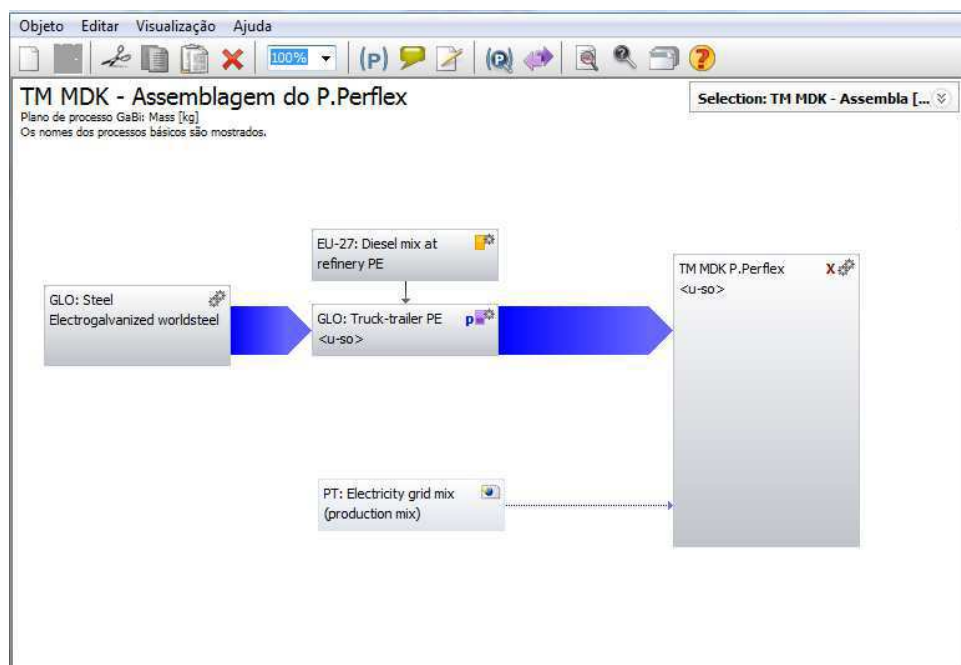 Objeto Editar Visualização Ajuda
100% (P) (P)
TM MDK - Assemblagem do P.Perflex
Plano de processo GaBi: Mass [kg]
Os nomes dos processos básicos são mostrados.
Selection: TM MDK - Assembla [...
EU-27: Diesel mix at
refinery PE
GLO: Steel
Electrogalvanized worldsteel
GLO: Truck-trailer PE p
<u-so>
TM MDK P.Perflex X
<u-so>
PT: Electricity grid mix
(production mix)